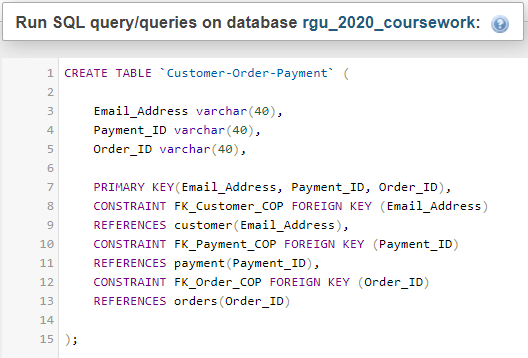 Run SQL query/queries on database rgu_2020_coursework:
1 CREATE TABLE `Customer-Order-Payment` (
2
3 Email_Address varchar(40),
4 Payment_ID varchar(40),
5 Order_ID varchar(40),
6
7 PRIMARY KEY(Email_Address, Payment_ID, Order_ID),
8 CONSTRAINT FK_Customer_COP FOREIGN KEY (Email_Address)
9 REFERENCES customer(Email_Address),
10 CONSTRAINT FK_Payment_COP FOREIGN KEY (Payment_ID)
11 REFERENCES payment(Payment_ID),
12 CONSTRAINT FK_Order_COP FOREIGN KEY (Order_ID)
13 REFERENCES orders(Order_ID)
14
15 );